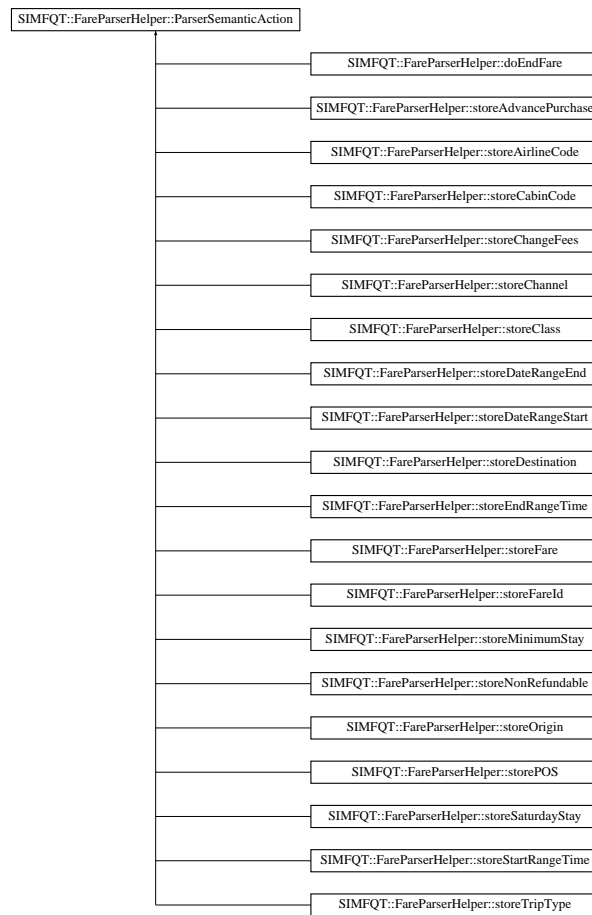 SIMFQT::FareParserHelper::ParserSemanticAction
SIMFQT::FareParserHelper::doEndFare
SIMFQT::FareParserHelper::storeAdvancePurchase
SIMFQT::FareParserHelper::storeAirlineCode
SIMFQT::FareParserHelper::storeCabinCode
SIMFQT::FareParserHelper::storeChangeFees
SIMFQT::FareParserHelper::storeChannel
SIMFQT::FareParserHelper::storeClass
SIMFQT::FareParserHelper::storeDateRangeEnd
SIMFQT::FareParserHelper::storeDateRangeStart
SIMFQT::FareParserHelper::storeDestination
SIMFQT::FareParserHelper::storeEndRangeTime
SIMFQT::FareParserHelper::storeFare
SIMFQT::FareParserHelper::storeFareId
SIMFQT::FareParserHelper::storeMinimumStay
SIMFQT::FareParserHelper::storeNonRefundable
SIMFQT::FareParserHelper::storeOrigin
SIMFQT::FareParserHelper::storePOS
SIMFQT::FareParserHelper::storeSaturdayStay
SIMFQT::FareParserHelper::storeStartRangeTime
SIMFQT::FareParserHelper::storeTripType